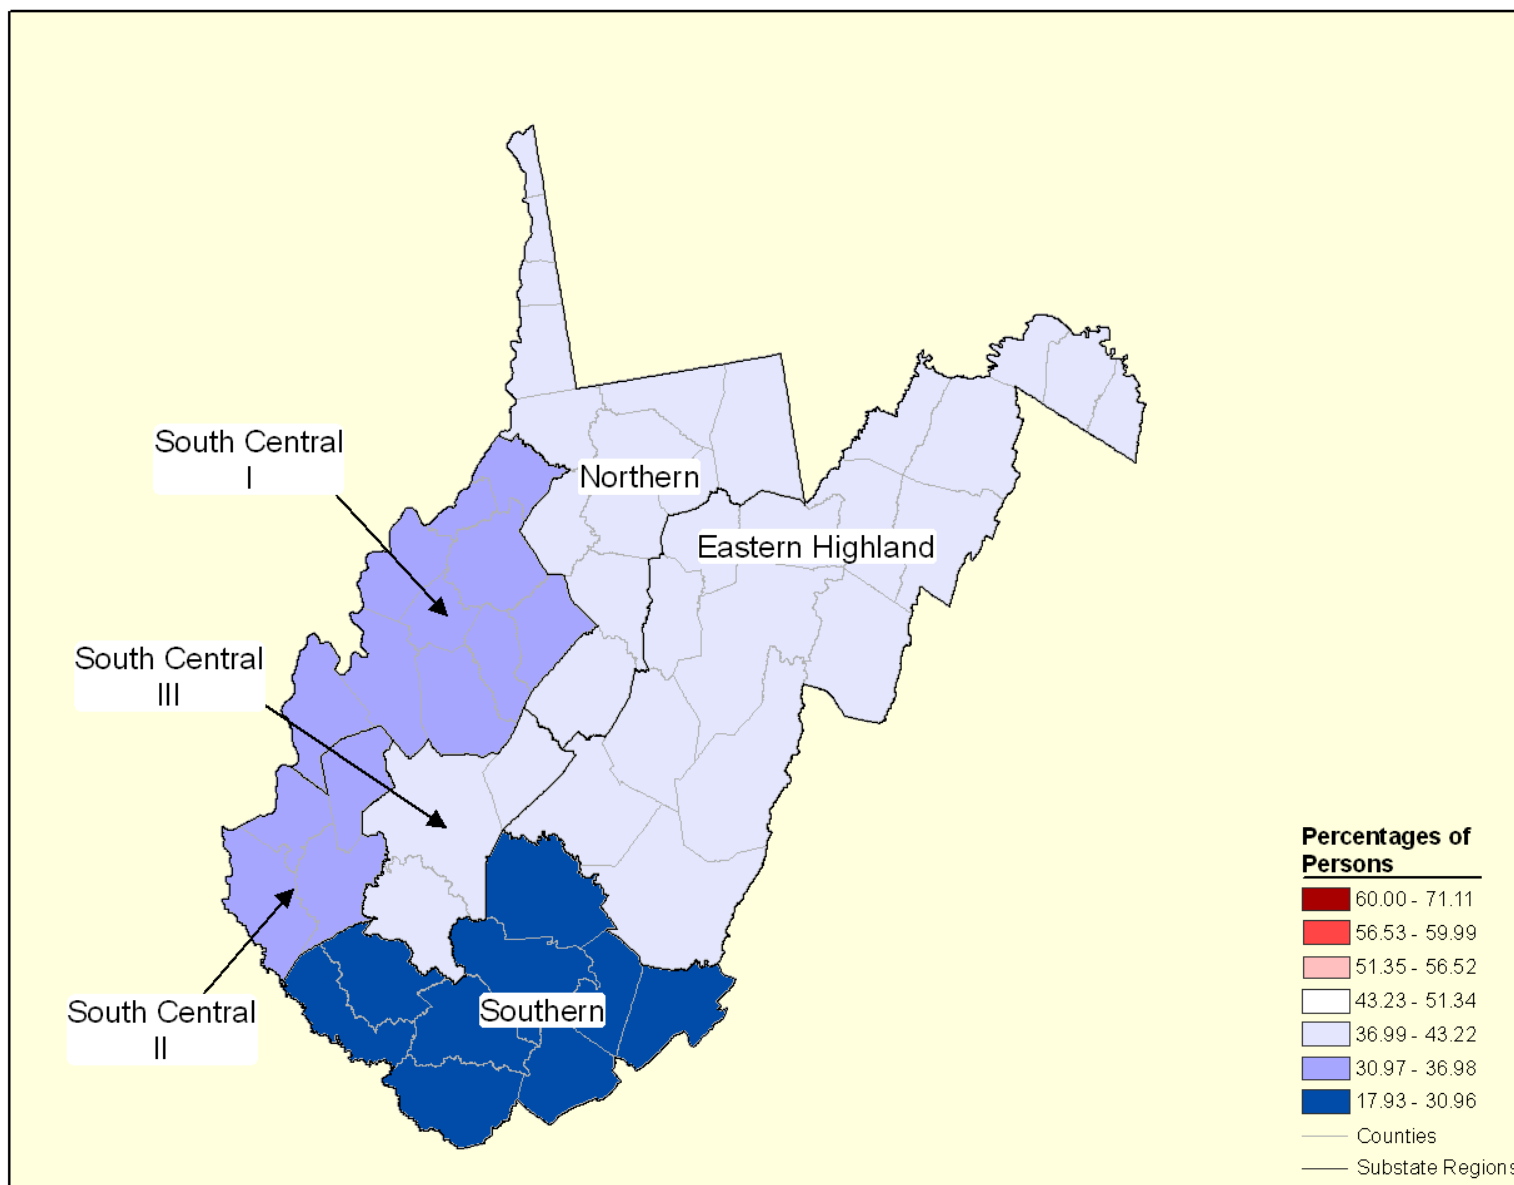 South Central
I
Northern
Eastern Highland
South Central
III
Southern
South Central
II
Percentages of
Persons
60.00 - 71.11
56.53 - 59.99
51.35 - 56.52
43.23 - 51.34
36.99 - 43.22
30.97 - 36.98
17.93 - 30.96
Counties
Substate Regions